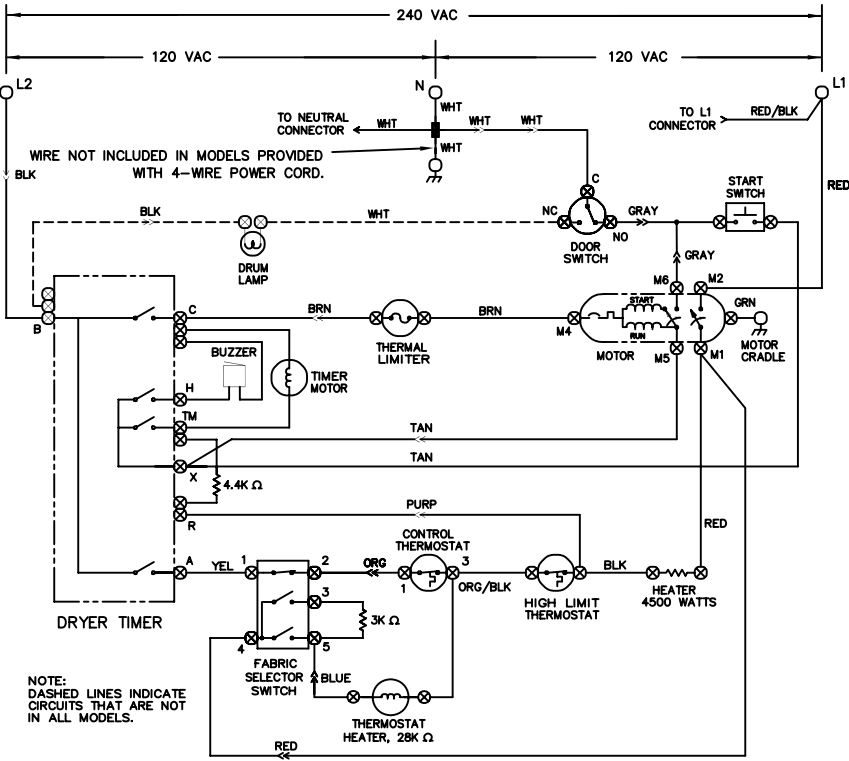 240 VAC
120 VAC
120 VAC
L2
N
L1
WHT
TO NEUTRAL
CONNECTOR
WHT
WHT
WHT
TO L1
CONNECTOR
RED/BLK
WIRE NOT INCLUDED IN MODELS PROVIDED
WITH 4-WIRE POWER CORD.
WHT
BLK
C
START
SWITCH
RED
BLK
WHT
NC
GRAY
NO
DOOR
SWITCH
DRUM
LAMP
GRAY
M6
M2
B
C
BRN
BRN
M4
START
RUN
GRN
THERMAL
LIMITER
MOTOR
M5
M1
MOTOR
CRADLE
BUZZER
TIMER
MOTOR
H
TM
TAN
TAN
X
4.4K Ω
PURP
R
RED
CONTROL
THERMOSTAT
A
YEL
1
2
ORG
1
3
ORG/BLK
BLK
HIGH LIMIT
THERMOSTAT
HEATER
4500 WATTS
3
3K Ω
DRYER TIMER
4
5
FABRIC
SELECTOR
SWITCH
BLUE
NOTE:
DASHED LINES INDICATE
CIRCUITS THAT ARE NOT
IN ALL MODELS.
THERMOSTAT
HEATER, 28K Ω
RED